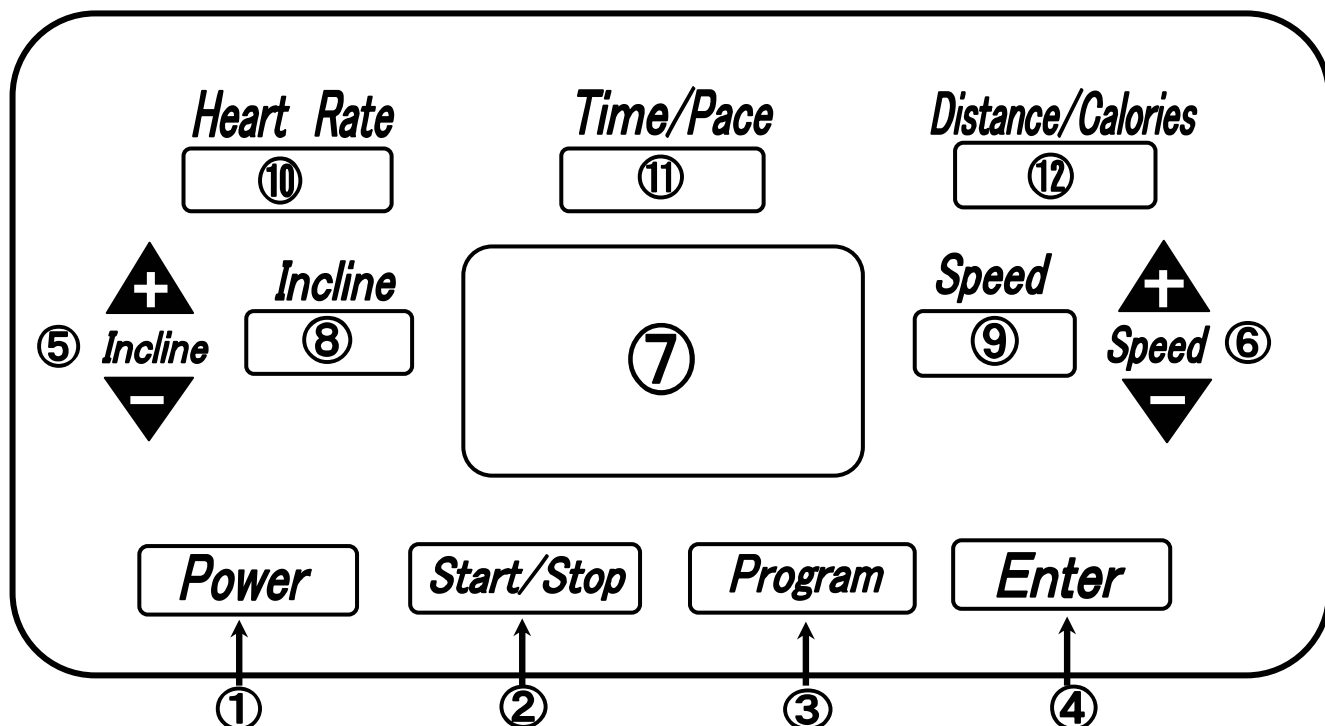 Heart Rate Time/Pace Distance/Calories
⑩ ⑪ ⑫
+ Incline Speed +
⑤ Incline ⑧ ⑦ ⑨ Speed ⑥
− −
Power Start/Stop Program Enter
① ② ③ ④